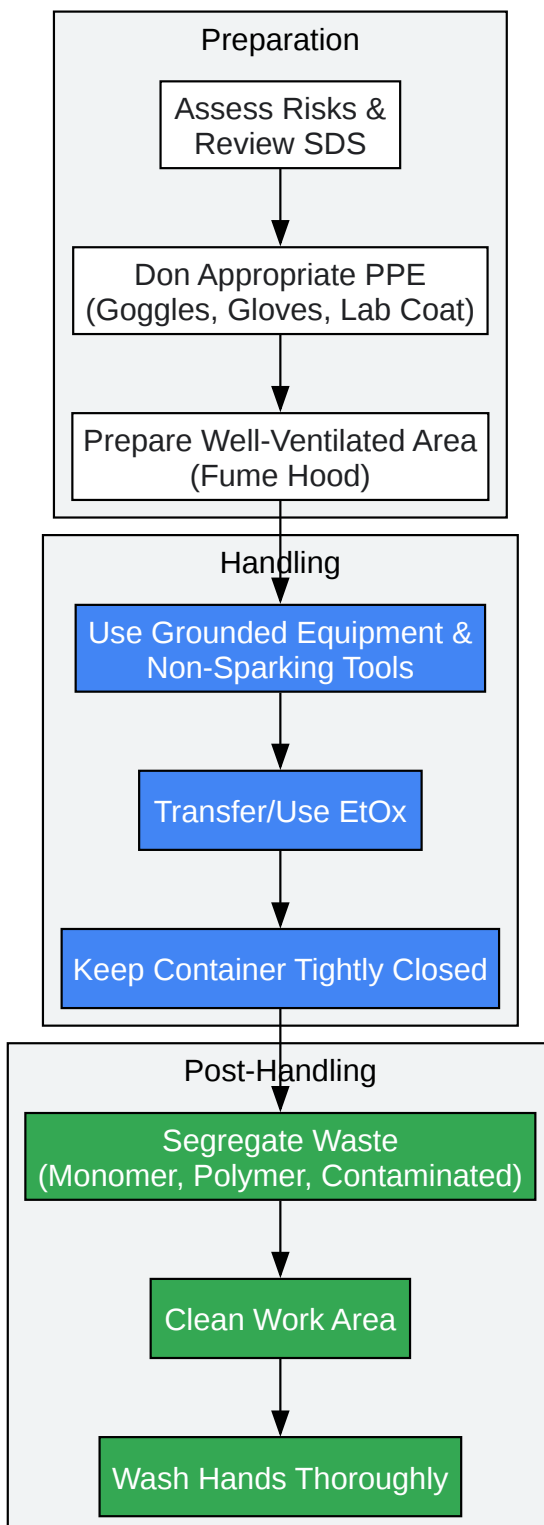 Preparation
Assess Risks &
Review SDS
Don Appropriate PPE
(Goggles, Gloves, Lab Coat)
Prepare Well-Ventilated Area
(Fume Hood)
Handling
Use Grounded Equipment &
Non-Sparking Tools
Transfer/Use EtOx
Keep Container Tightly Closed
Post-Handling
Segregate Waste
(Monomer, Polymer, Contaminated)
Clean Work Area
Wash Hands Thoroughly